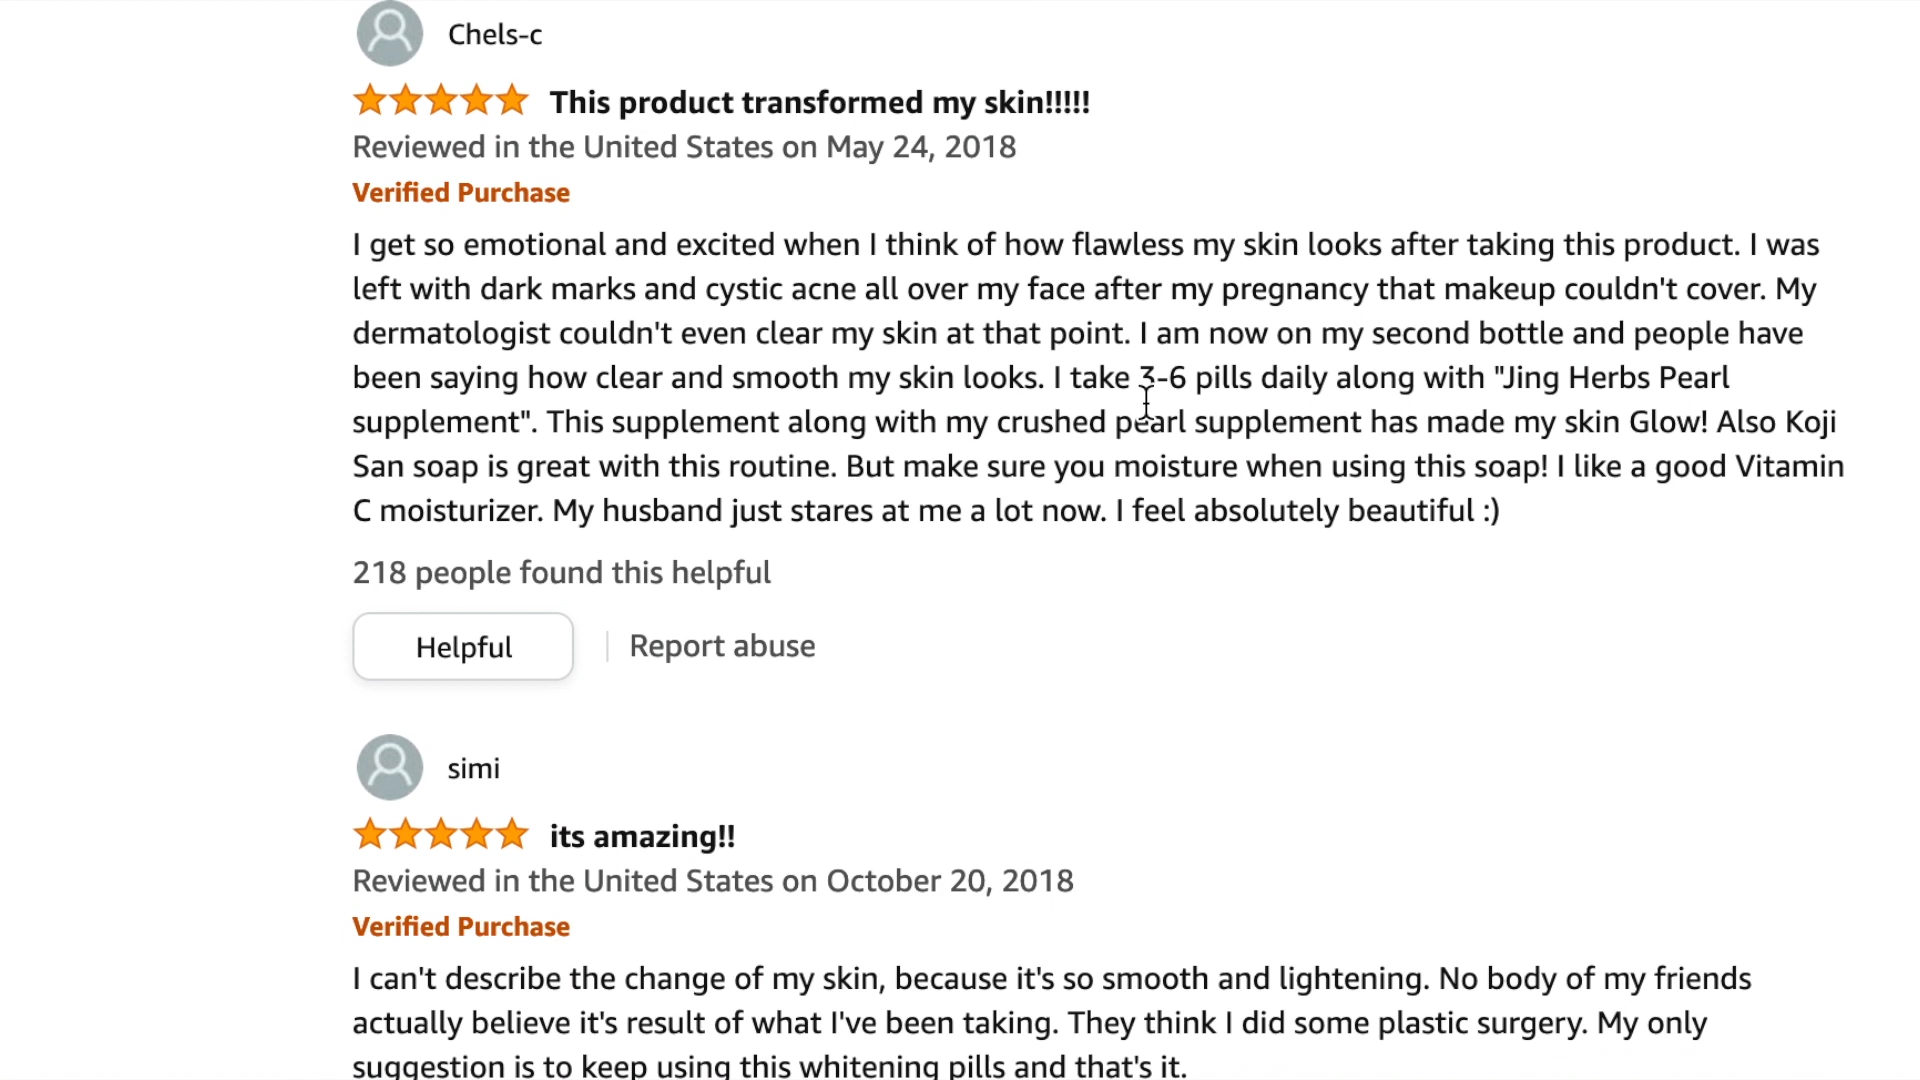 Chels-c
This product transformed my skin!!!!!
Reviewed in the United States on May 24, 2018
Verified Purchase
I get so emotional and excited when I think of how flawless my skin looks after taking this product. I was
left with dark marks and cystic acne all over my face after my pregnancy that makeup couldn't cover. My
dermatologist couldn't even clear my skin at that point. I am now on my second bottle and people have
been saying how clear and smooth my skin looks. I take 3-6 pills daily along with "Jing Herbs Pearl
supplement". This supplement along with my crushed pearl supplement has made my skin Glow! Also Koji
San soap is great with this routine. But make sure you moisture when using this soap! I like a good Vitamin
C moisturizer. My husband just stares at me a lot now. I feel absolutely beautiful :)
218 people found this helpful
Helpful
Report abuse
simi
its amazing!!
Reviewed in the United States on October 20, 2018
Verified Purchase
I can't describe the change of my skin, because it's so smooth and lightening. No body of my friends
actually believe it's result of what I've been taking. They think I did some plastic surgery. My only
suggestion is to keep using this whitening pills and that's it.